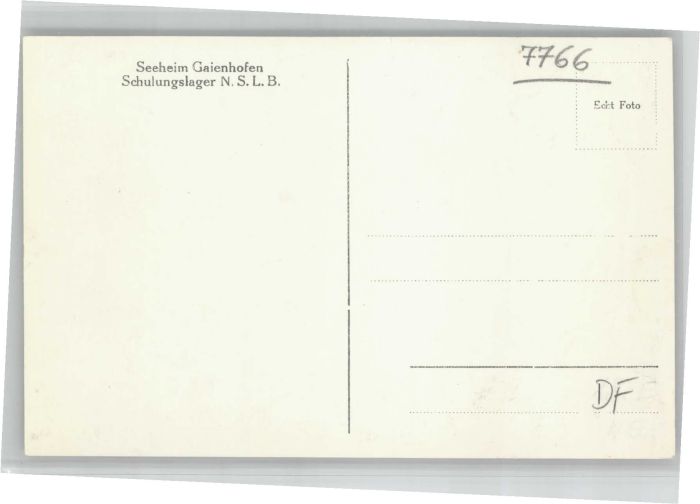 Seeheim Gaienhofen
Schulungslager N. S. L. B.
7766
Echt Foto
DF